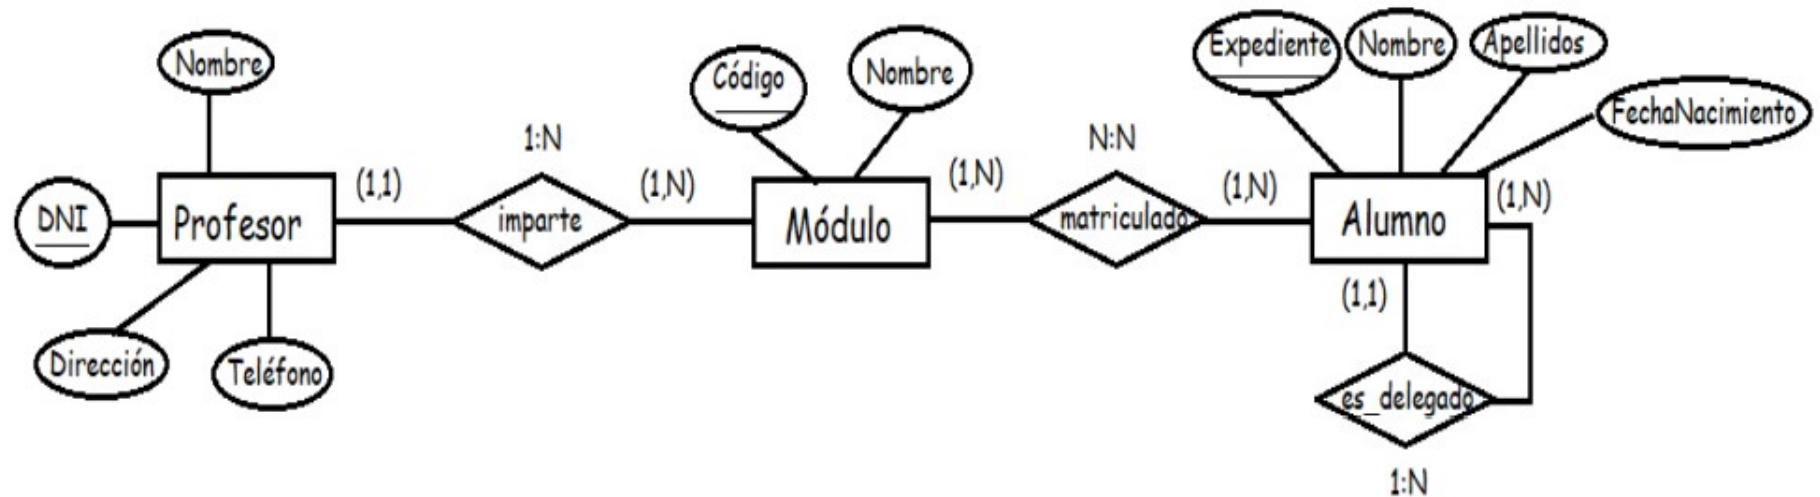 Nombre
DNI
Profesor
Dirección
Teléfono
(1,1)
1:N
imparte
(1,N)
Código
Nombre
Módulo
(1,N)
N:N
matriculado
(1,N)
Expediente
Nombre
Apellidos
FechaNacimiento
Alumno
(1,N)
(1,1)
es_delegado
1:N